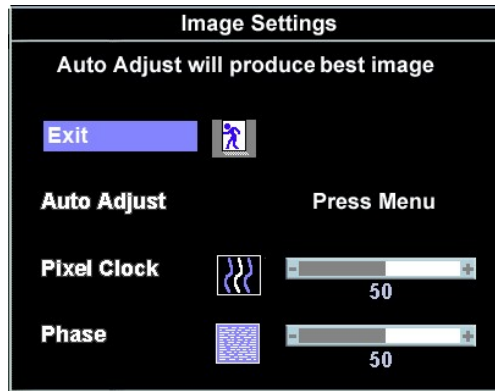 Image Settings
Auto Adjust will produce best image
Exit
Auto Adjust Press Menu
Pixel Clock - +
50
Phase - +
50